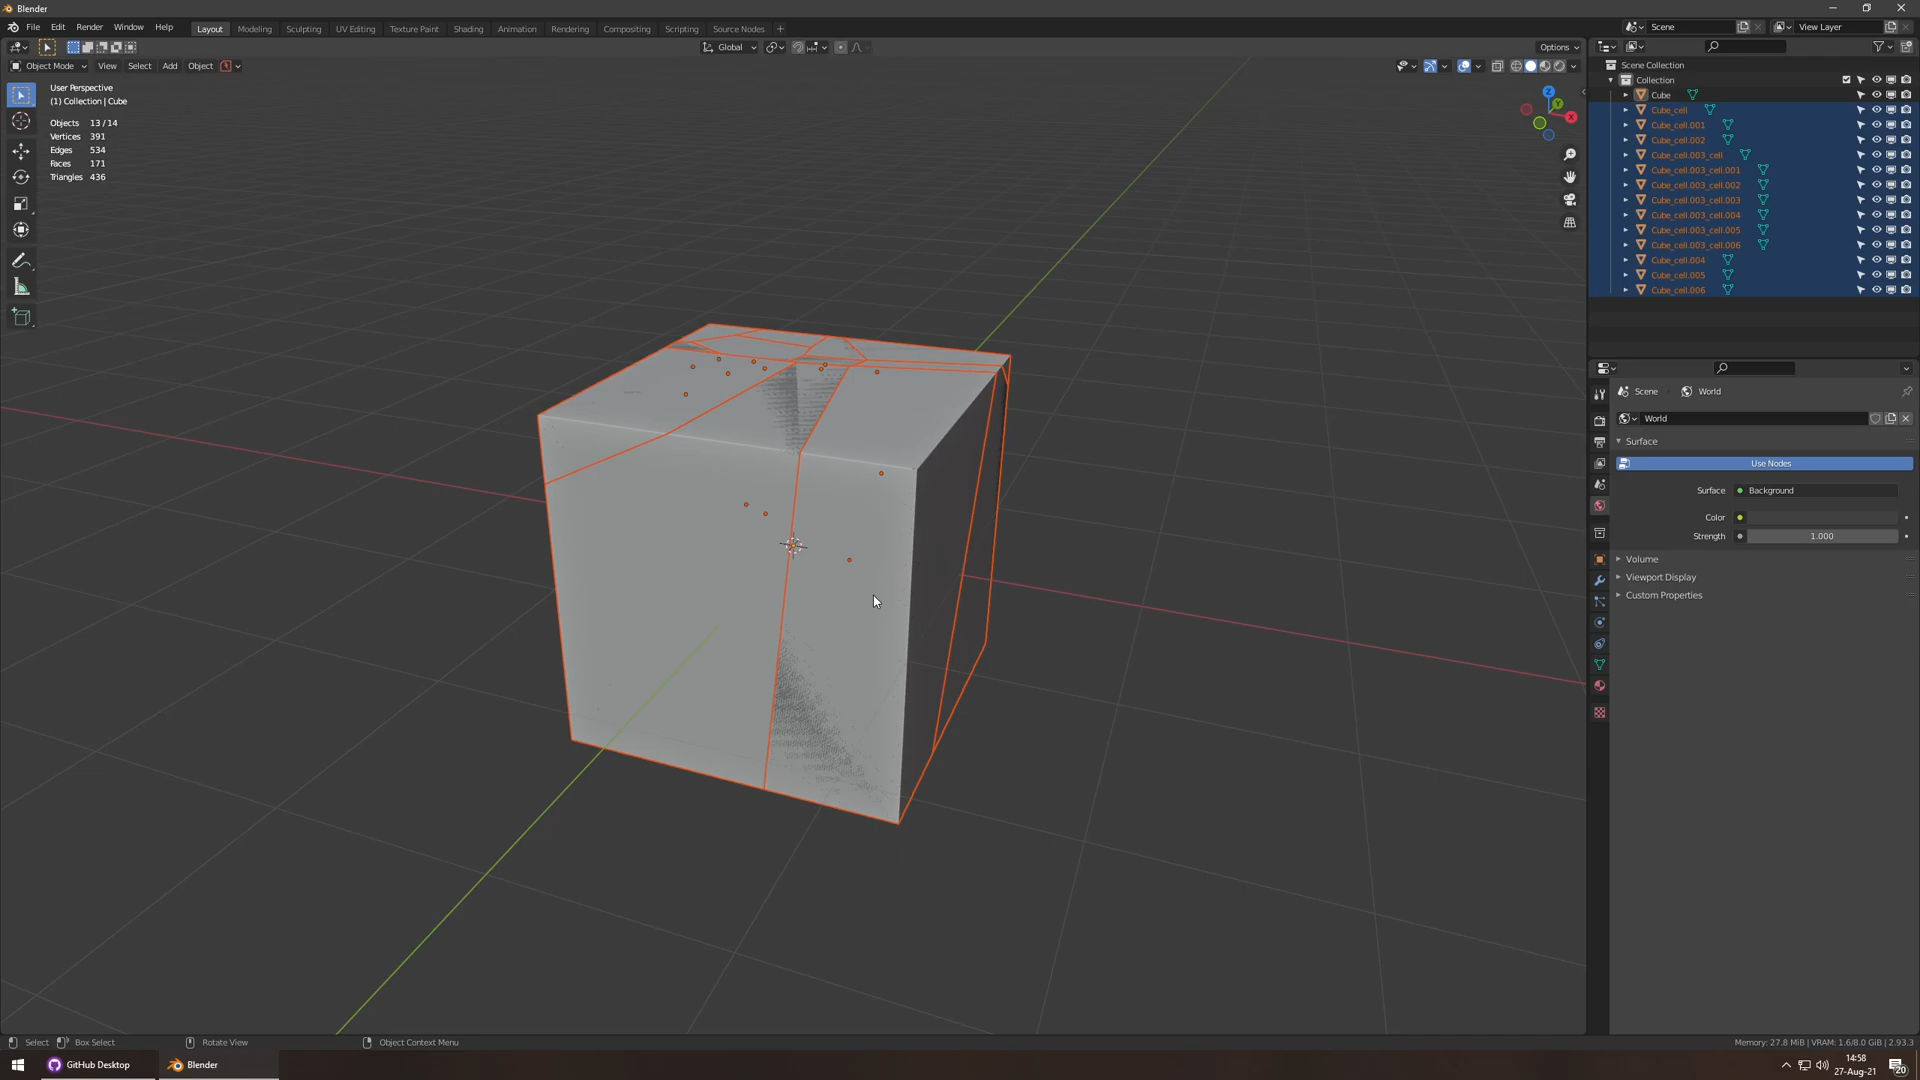 Blender
File Edit Render Window Help
Layout Modeling Sculpting UV Editing Texture Paint Shading Animation Rendering Compositing Scripting Source Nodes +
Scene View Layer
Global Options
Object Mode View Select Add Object
User Perspective
(1) Collection | Cube
Objects 13 / 14
Vertices 391
Edges 534
Faces 171
Triangles 436
Z
Y
X
Scene Collection
Collection
Cube
Cube_cell
Cube_cell.001
Cube_cell.002
Cube_cell.003_cell
Cube_cell.003_cell.001
Cube_cell.003_cell.002
Cube_cell.003_cell.003
Cube_cell.003_cell.004
Cube_cell.003_cell.005
Cube_cell.003_cell.006
Cube_cell.004
Cube_cell.005
Cube_cell.006
Scene World
World
Surface
Use Nodes
Surface Background
Color
Strength 1.000
Volume
Viewport Display
Custom Properties
Select Box Select Rotate View Object Context Menu
Memory: 27.8 MiB | VRAM: 1.6/8.0 GiB | 2.93.3
GitHub Desktop Blender
14:58
27-Aug-21
20